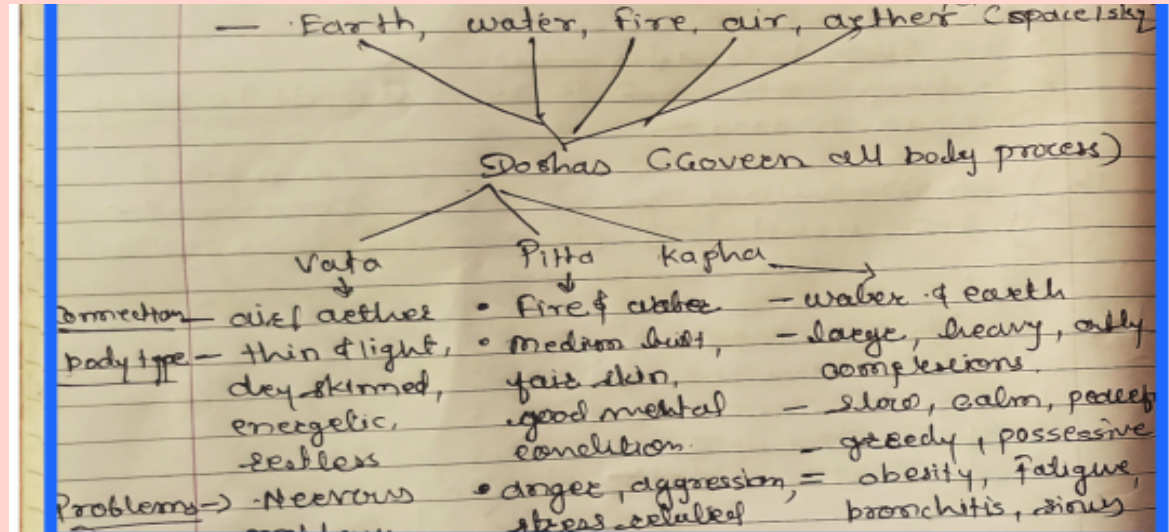 — Earth, water, fire, air, aether (space/sky
Doshas (Goveen all body process)
Vata Pitta Kapha
Connection — air & aether • Fire & water — water & earth
body type — thin & light, • medium built, — large, heavy, oily
dry skinned, fair skin, complexions.
energetic, good mental — slow, calm,
restless condition. — greedy, possessive
Problems → Nervous • anger, aggression, = obesity, Fatigue,
stress related bronchitis, sinus